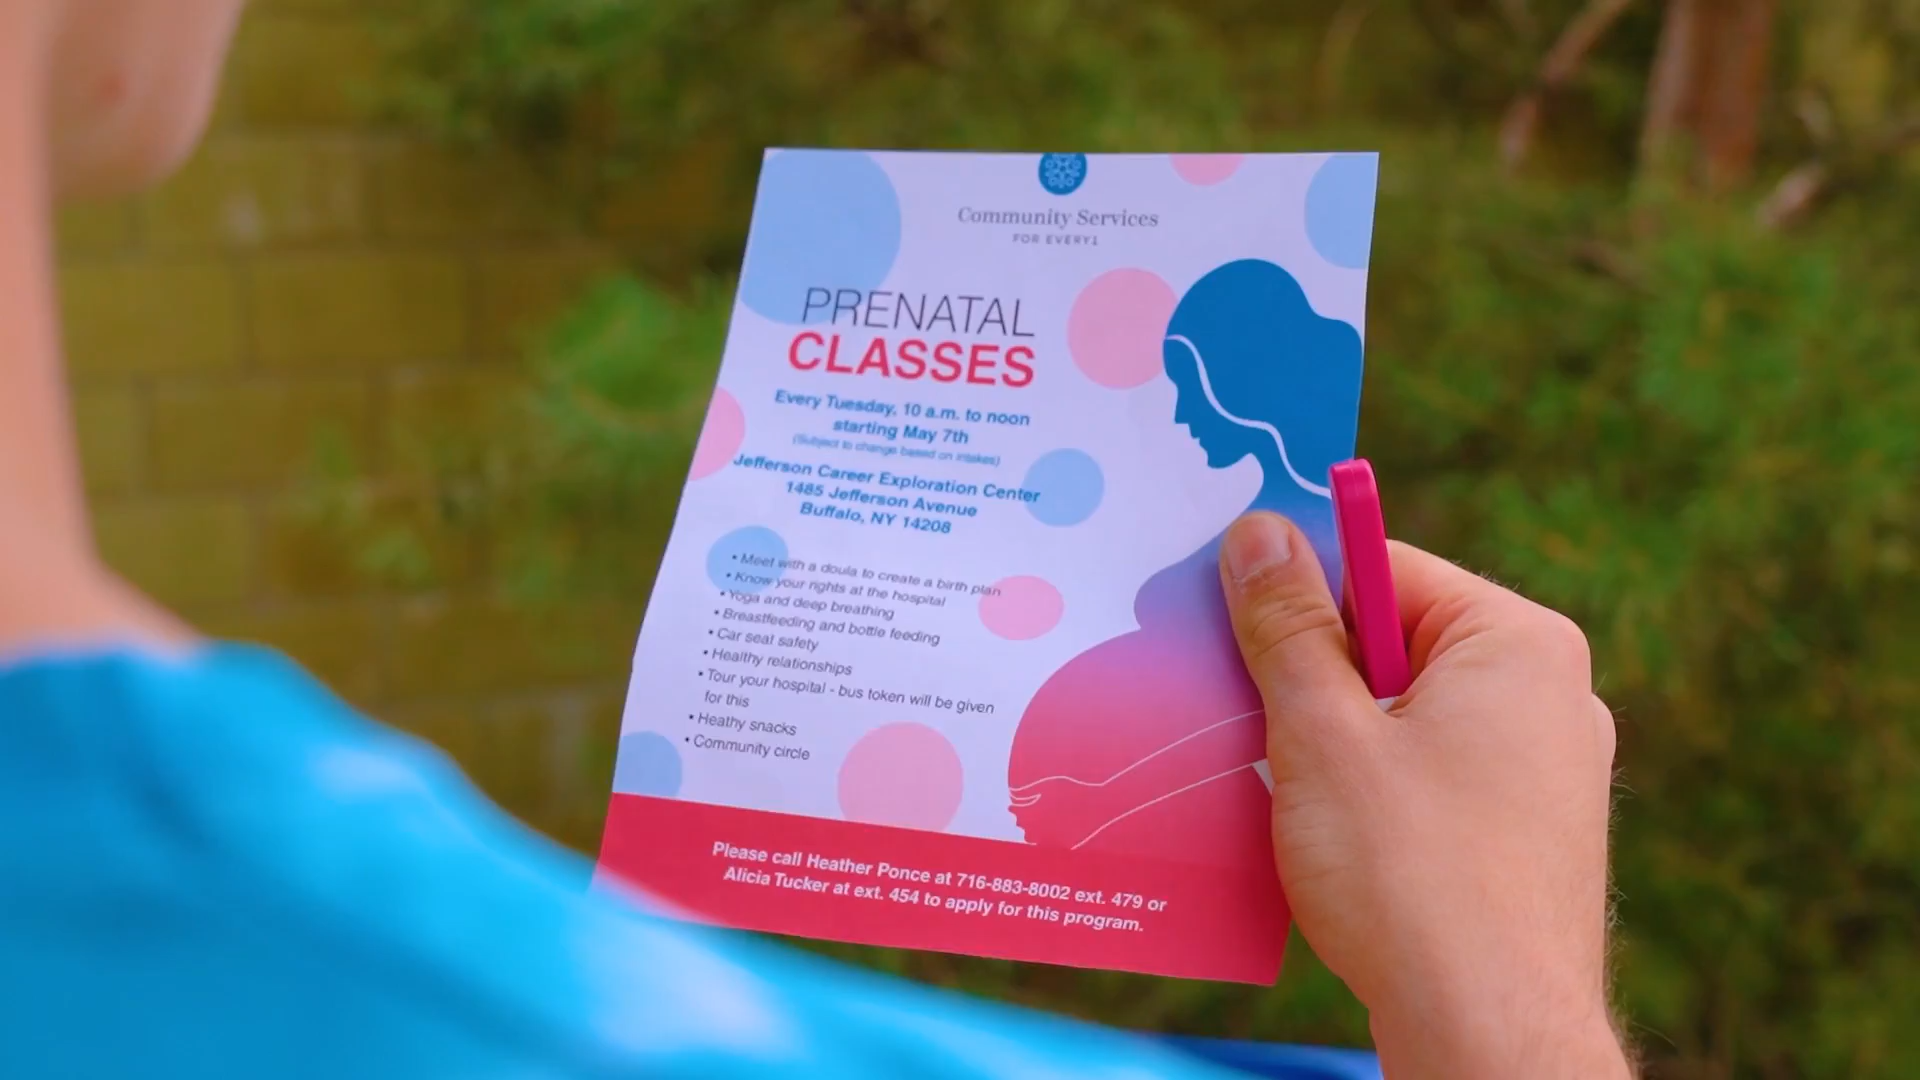 Community Services
FOR EVERY1
PRENATAL
CLASSES
Every Tuesday, 10 a.m. to noon
starting May 7th
(Subject to change based on intakes)
Jefferson Career Exploration Center
1485 Jefferson Avenue
Buffalo, NY 14208
• Meet with a doula to create a birth plan
• Know your rights at the hospital
• Yoga and deep breathing
• Breastfeeding and bottle feeding
• Car seat safety
• Healthy relationships
• Tour your hospital - bus token will be given
for this
• Heathy snacks
• Community circle
Please call Heather Ponce at 716-883-8002 ext. 479 or
Alicia Tucker at ext. 454 to apply for this program.